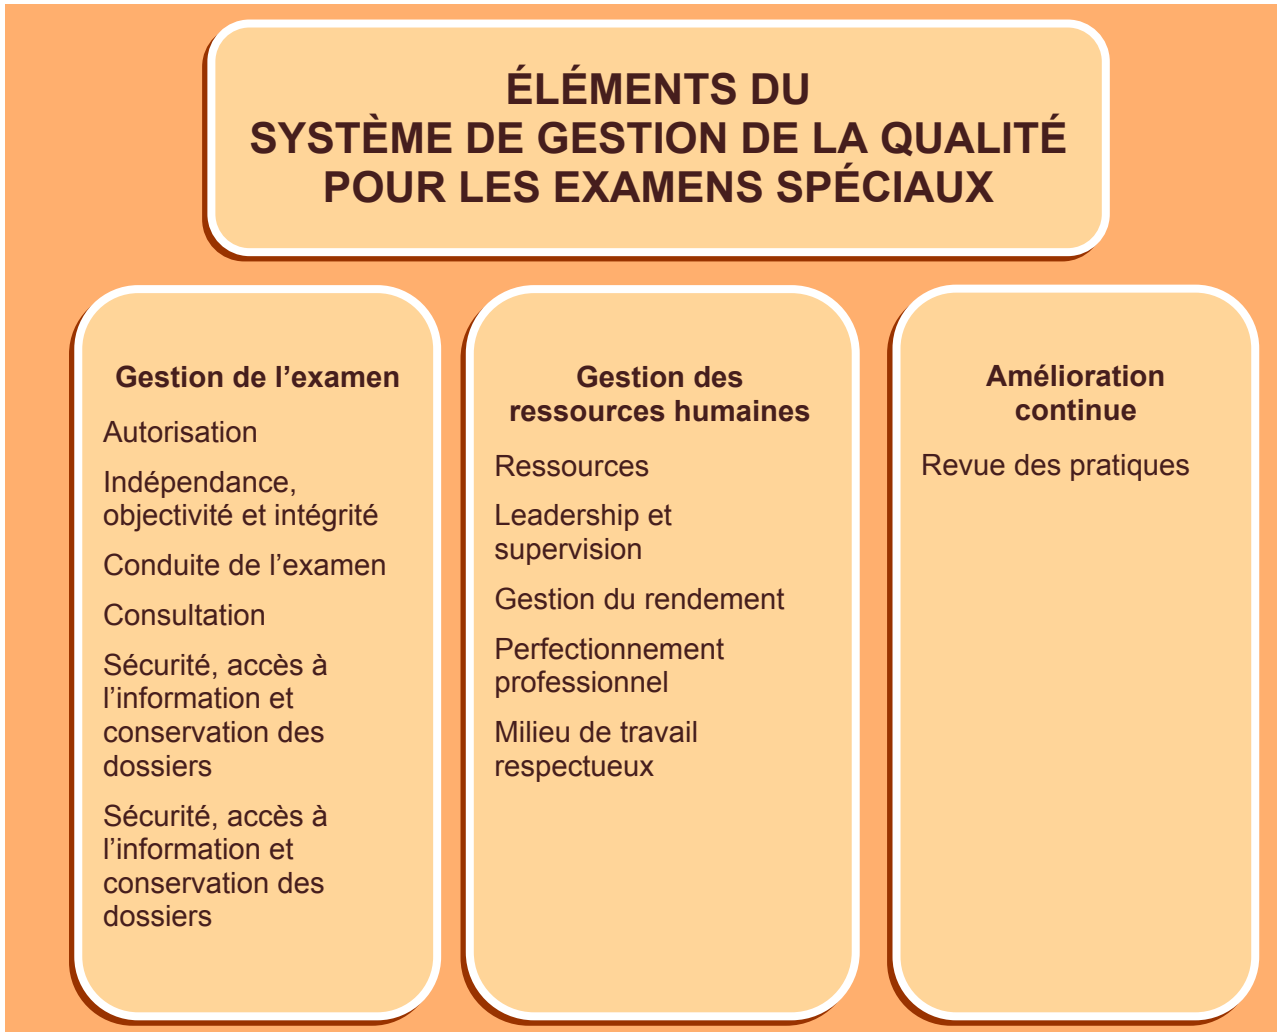 ÉLÉMENTS DU
SYSTÈME DE GESTION DE LA QUALITÉ
POUR LES EXAMENS SPÉCIAUX
Gestion de l’examen
Autorisation
Indépendance,
objectivité et intégrité
Conduite de l’examen
Consultation
Sécurité, accès à
l’information et
conservation des
dossiers
Sécurité, accès à
l’information et
conservation des
dossiers
Gestion des
ressources humaines
Ressources
Leadership et
supervision
Gestion du rendement
Perfectionnement
professionnel
Milieu de travail
respectueux
Amélioration
continue
Revue des pratiques